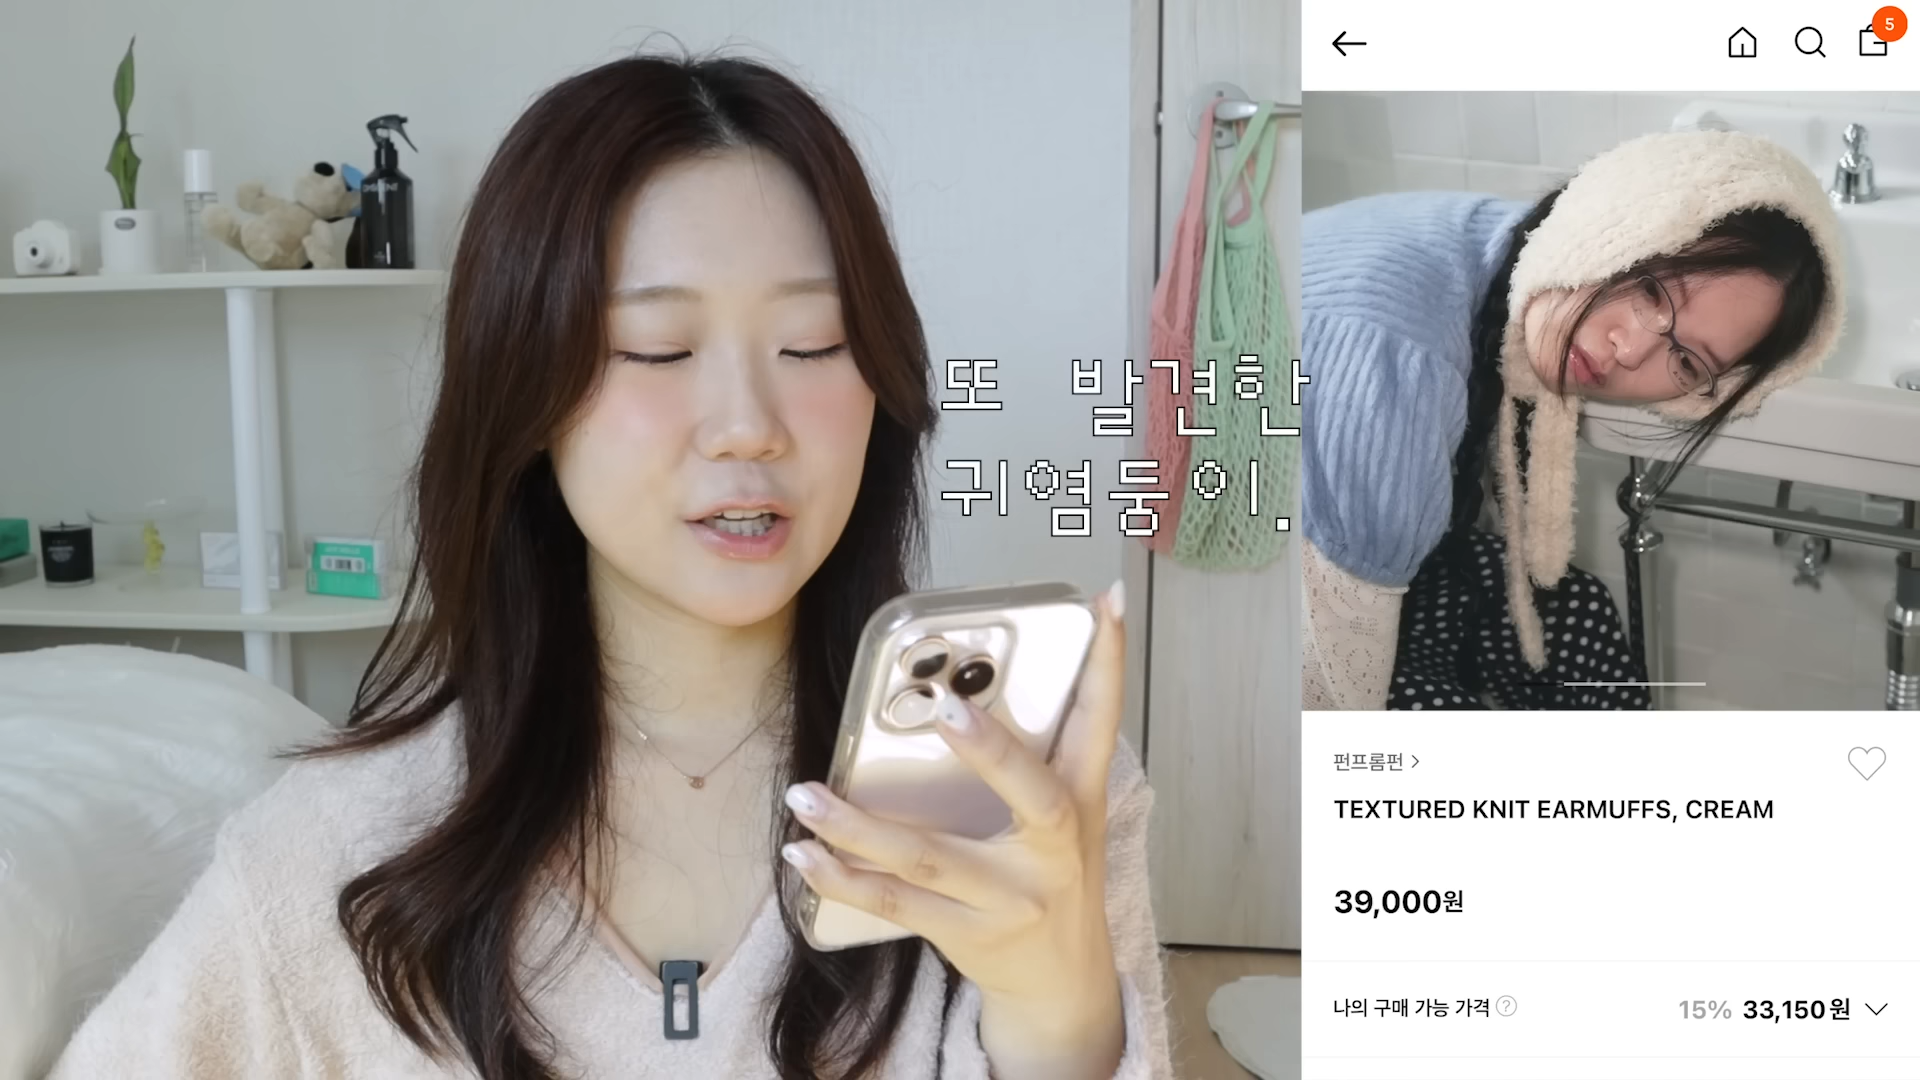 또 발견한
귀염둥이.
5
펀프롬펀
TEXTURED KNIT EARMUFFS, CREAM
39,000원
나의 구매 가능 가격 ?
15% 33,150원